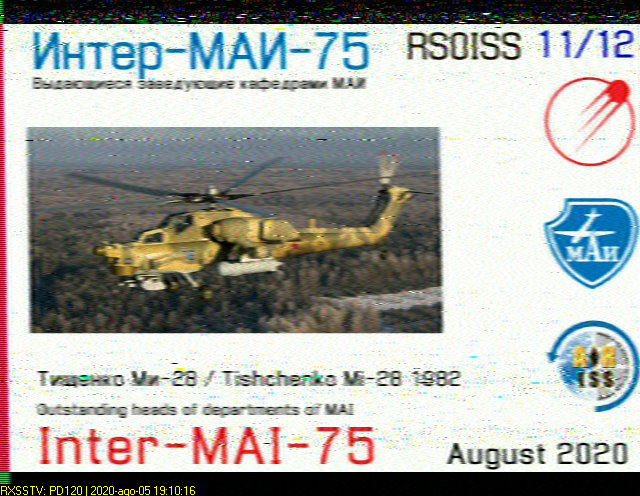 Интер-МАИ-75 RS0ISS 11/12
Выдающиеся заведующие кафедрами МАИ
МАИ
ISS
Тищенко Ми-28 / Tishchenko Mi-28 1982
Outstanding heads of departments of MAI
Inter-MAI-75 August 2020
RXSSTV: PD120 | 2020-ago-05 19:10:16